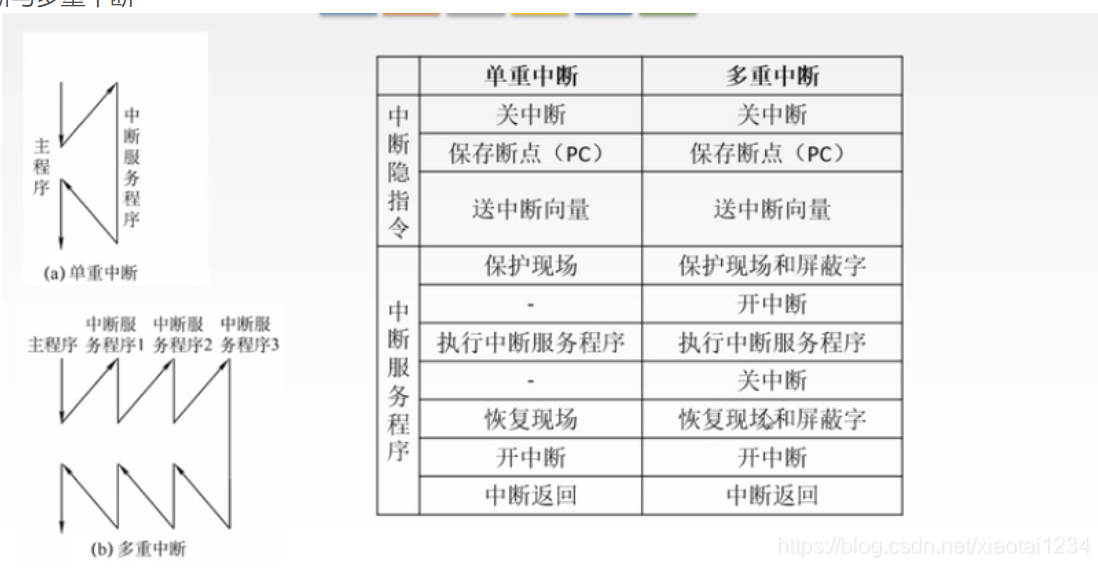 与多重中断
主程序
中断服务程序
(a) 单重中断
主程序 中断服务程序1 中断服务程序2 中断服务程序3
(b) 多重中断
单重中断 多重中断
中断隐指令
关中断 关中断
保存断点（PC） 保存断点（PC）
送中断向量 送中断向量
中断服务程序
保护现场 保护现场和屏蔽字
- 开中断
执行中断服务程序 执行中断服务程序
- 关中断
恢复现场 恢复现场和屏蔽字
开中断 开中断
中断返回 中断返回
https://blog.csdn.net/xiaotai1234